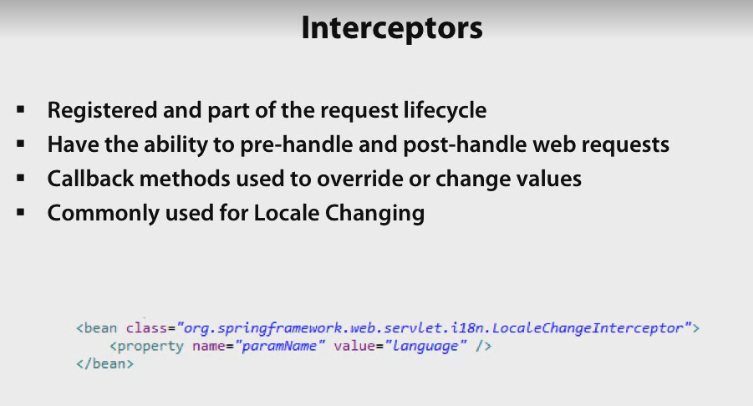 Interceptors
▪ Registered and part of the request lifecycle
▪ Have the ability to pre-handle and post-handle web requests
▪ Callback methods used to override or change values
▪ Commonly used for Locale Changing
<bean class="org.springframework.web.servlet.i18n.LocaleChangeInterceptor">
<property name="paramName" value="language" />
</bean>